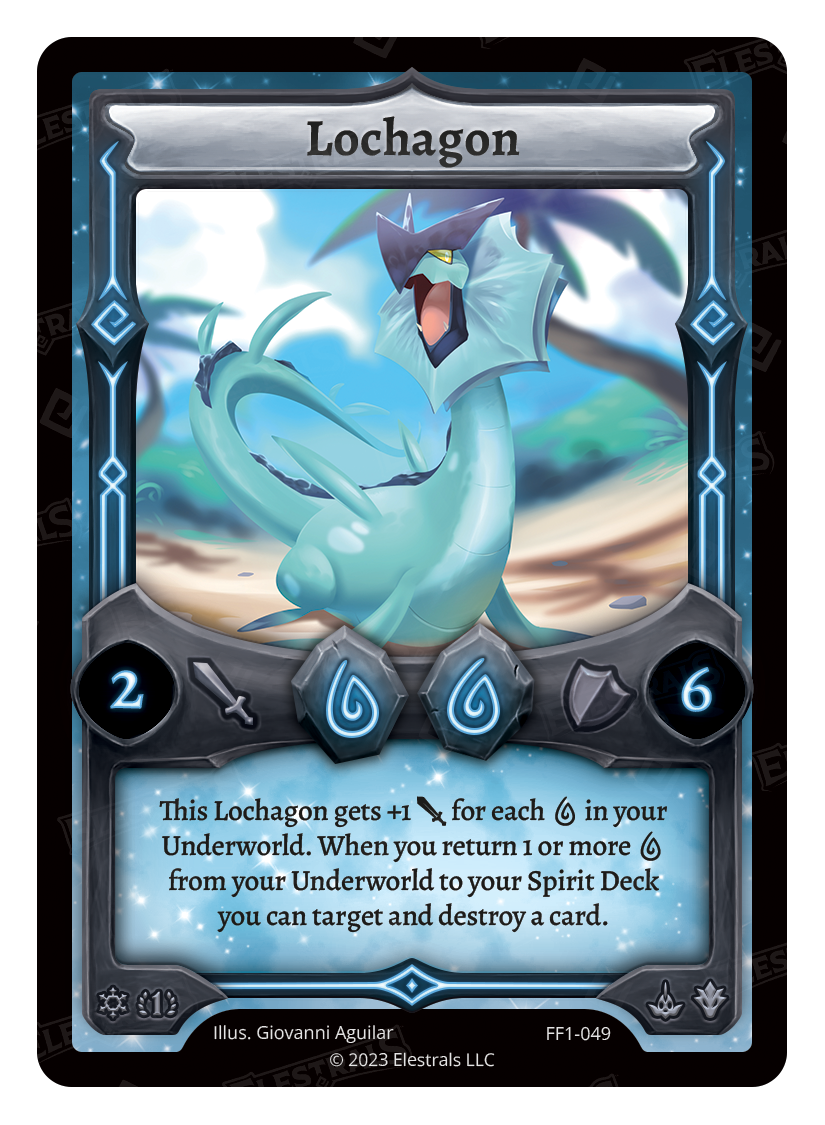 Lochagon
2
6
This Lochagon gets +1 for each in your
Underworld. When you return 1 or more
from your Underworld to your Spirit Deck
you can target and destroy a card.
1
Illus. Giovanni Aguilar
FF1-049
© 2023 Elestrals LLC